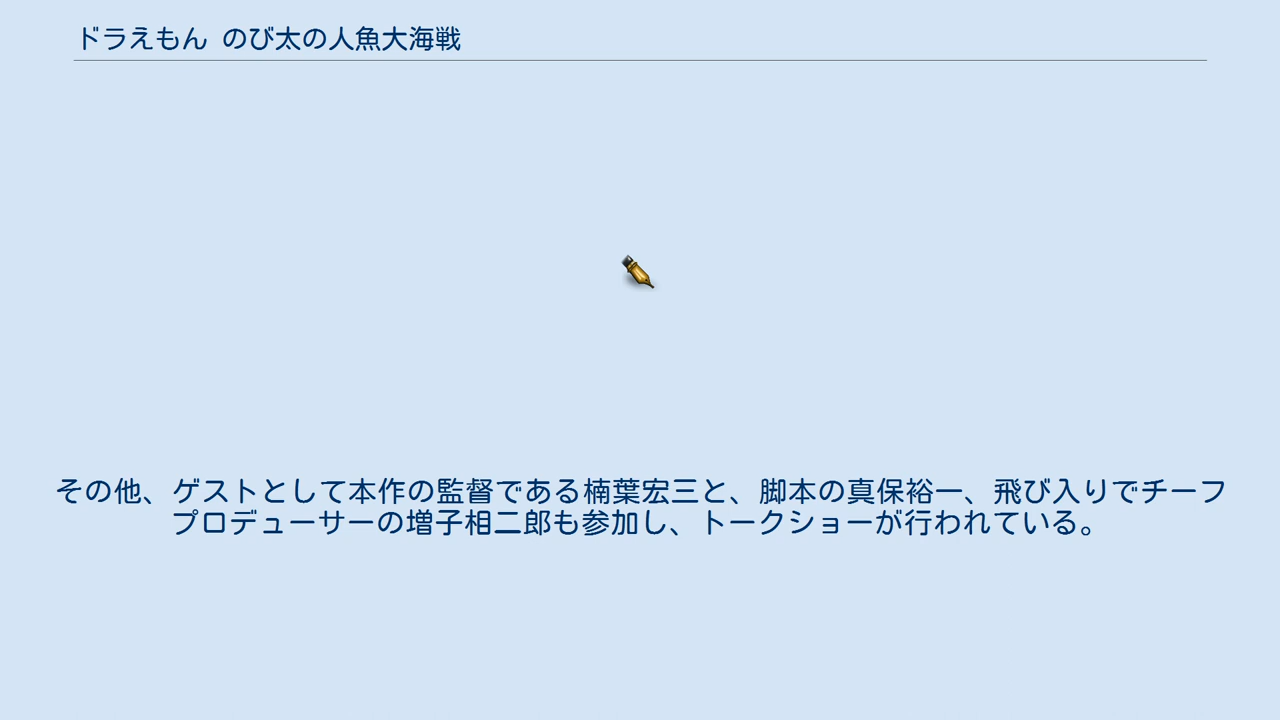 ドラえもん のび太の人魚大海戦
その他、ゲストとして本作の監督である楠葉宏三と、脚本の真保裕一、飛び入りでチーフ
プロデューサーの増子相二郎も参加し、トークショーが行われている。